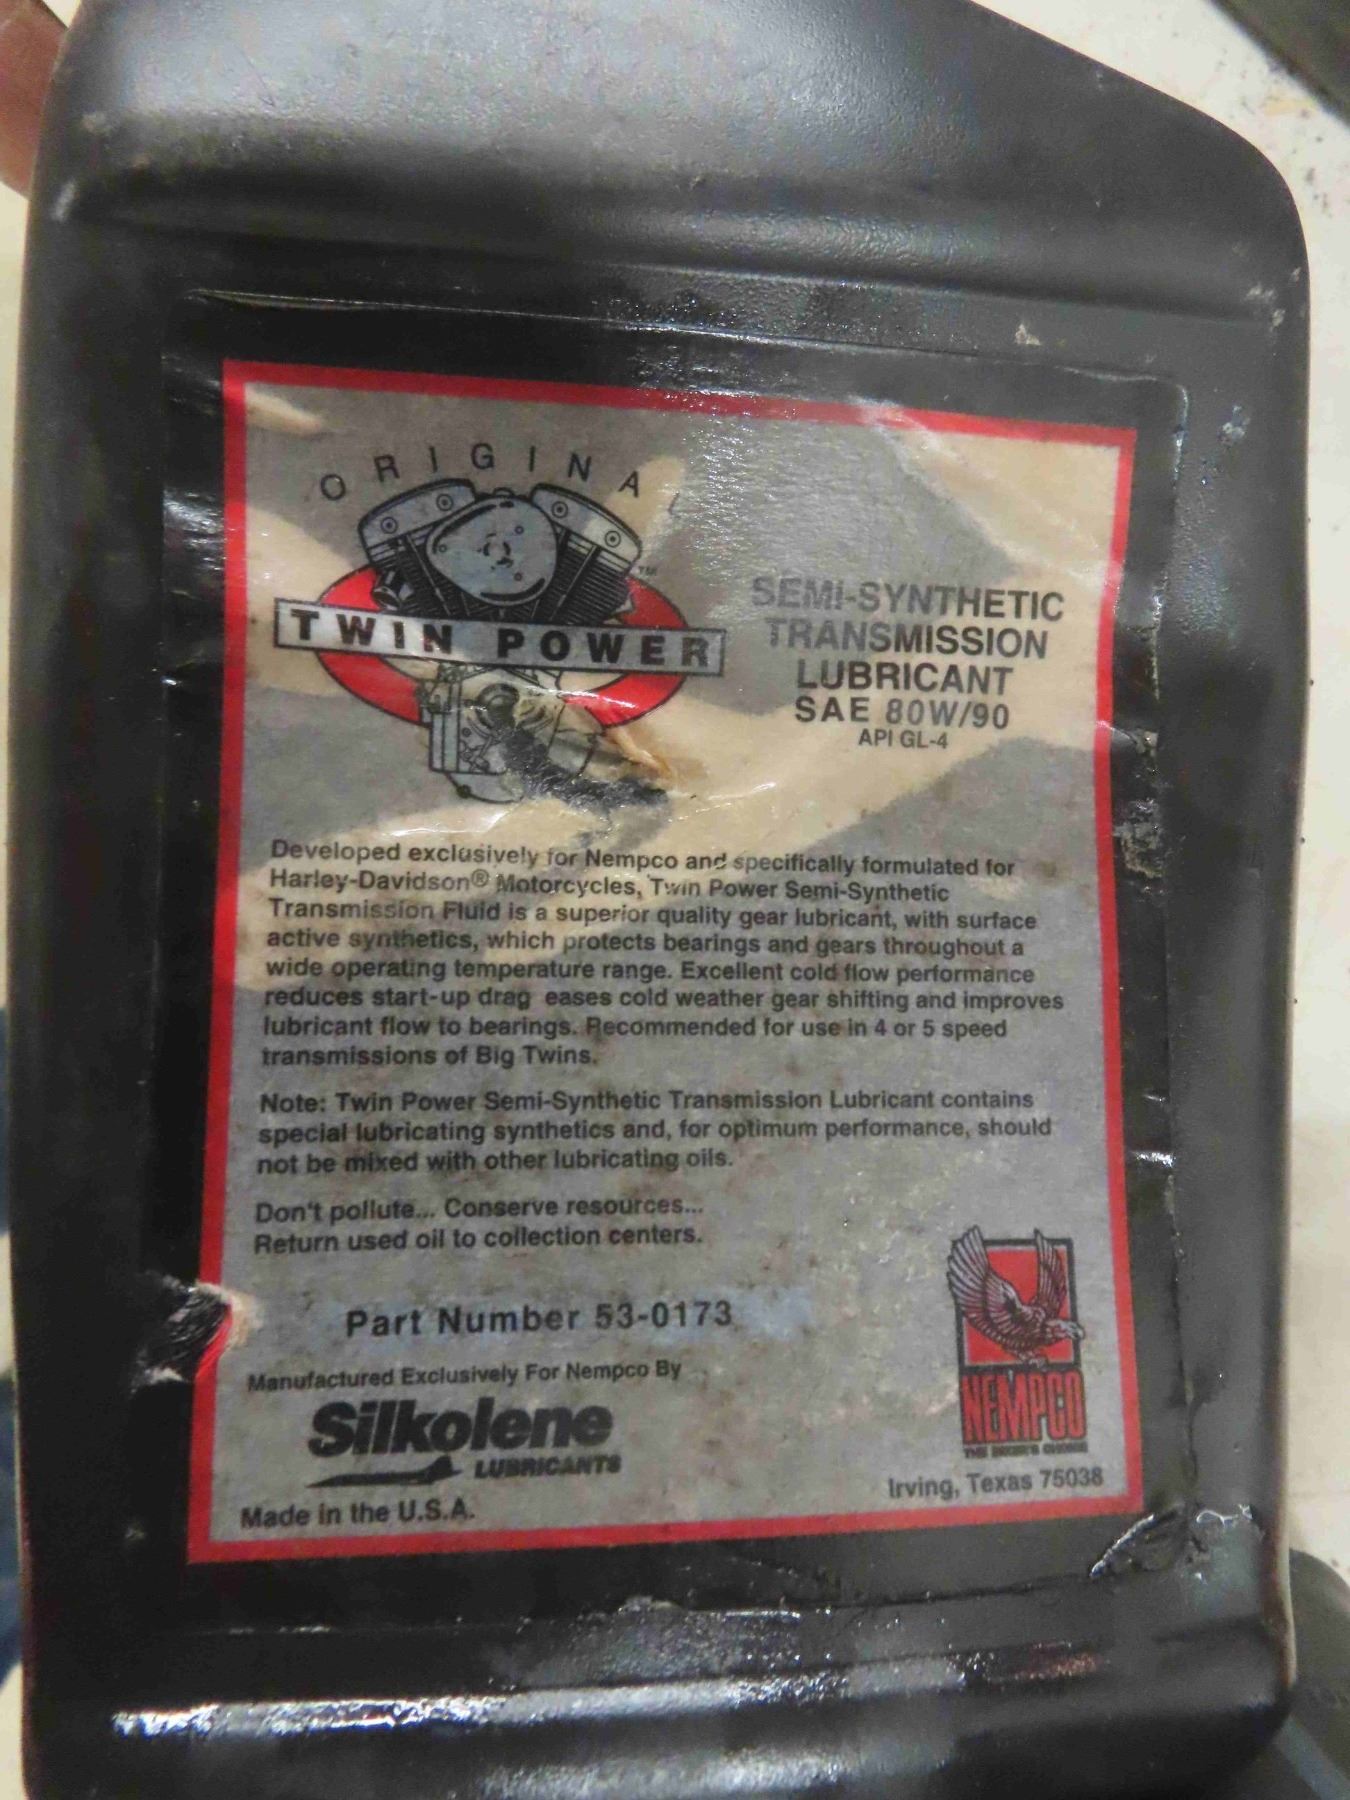 ORIGINAL
TM
TWIN POWER
SEMI-SYNTHETIC
TRANSMISSION
LUBRICANT
SAE 80W/90
API GL-4
Developed exclusively for Nempco and specifically formulated for
Harley-Davidson® Motorcycles, Twin Power Semi-Synthetic
Transmission Fluid is a superior quality gear lubricant, with surface
active synthetics, which protects bearings and gears throughout a
wide operating temperature range. Excellent cold flow performance
reduces start-up drag eases cold weather gear shifting and improves
lubricant flow to bearings. Recommended for use in 4 or 5 speed
transmissions of Big Twins.
Note: Twin Power Semi-Synthetic Transmission Lubricant contains
special lubricating synthetics and, for optimum performance, should
not be mixed with other lubricating oils.
Don't pollute... Conserve resources...
Return used oil to collection centers.
Part Number 53-0173
Manufactured Exclusively For Nempco By
Silkolene
LUBRICANTS
Made in the U.S.A.
NEMPCO
THE BIKER'S CHOICE
Irving, Texas 75038